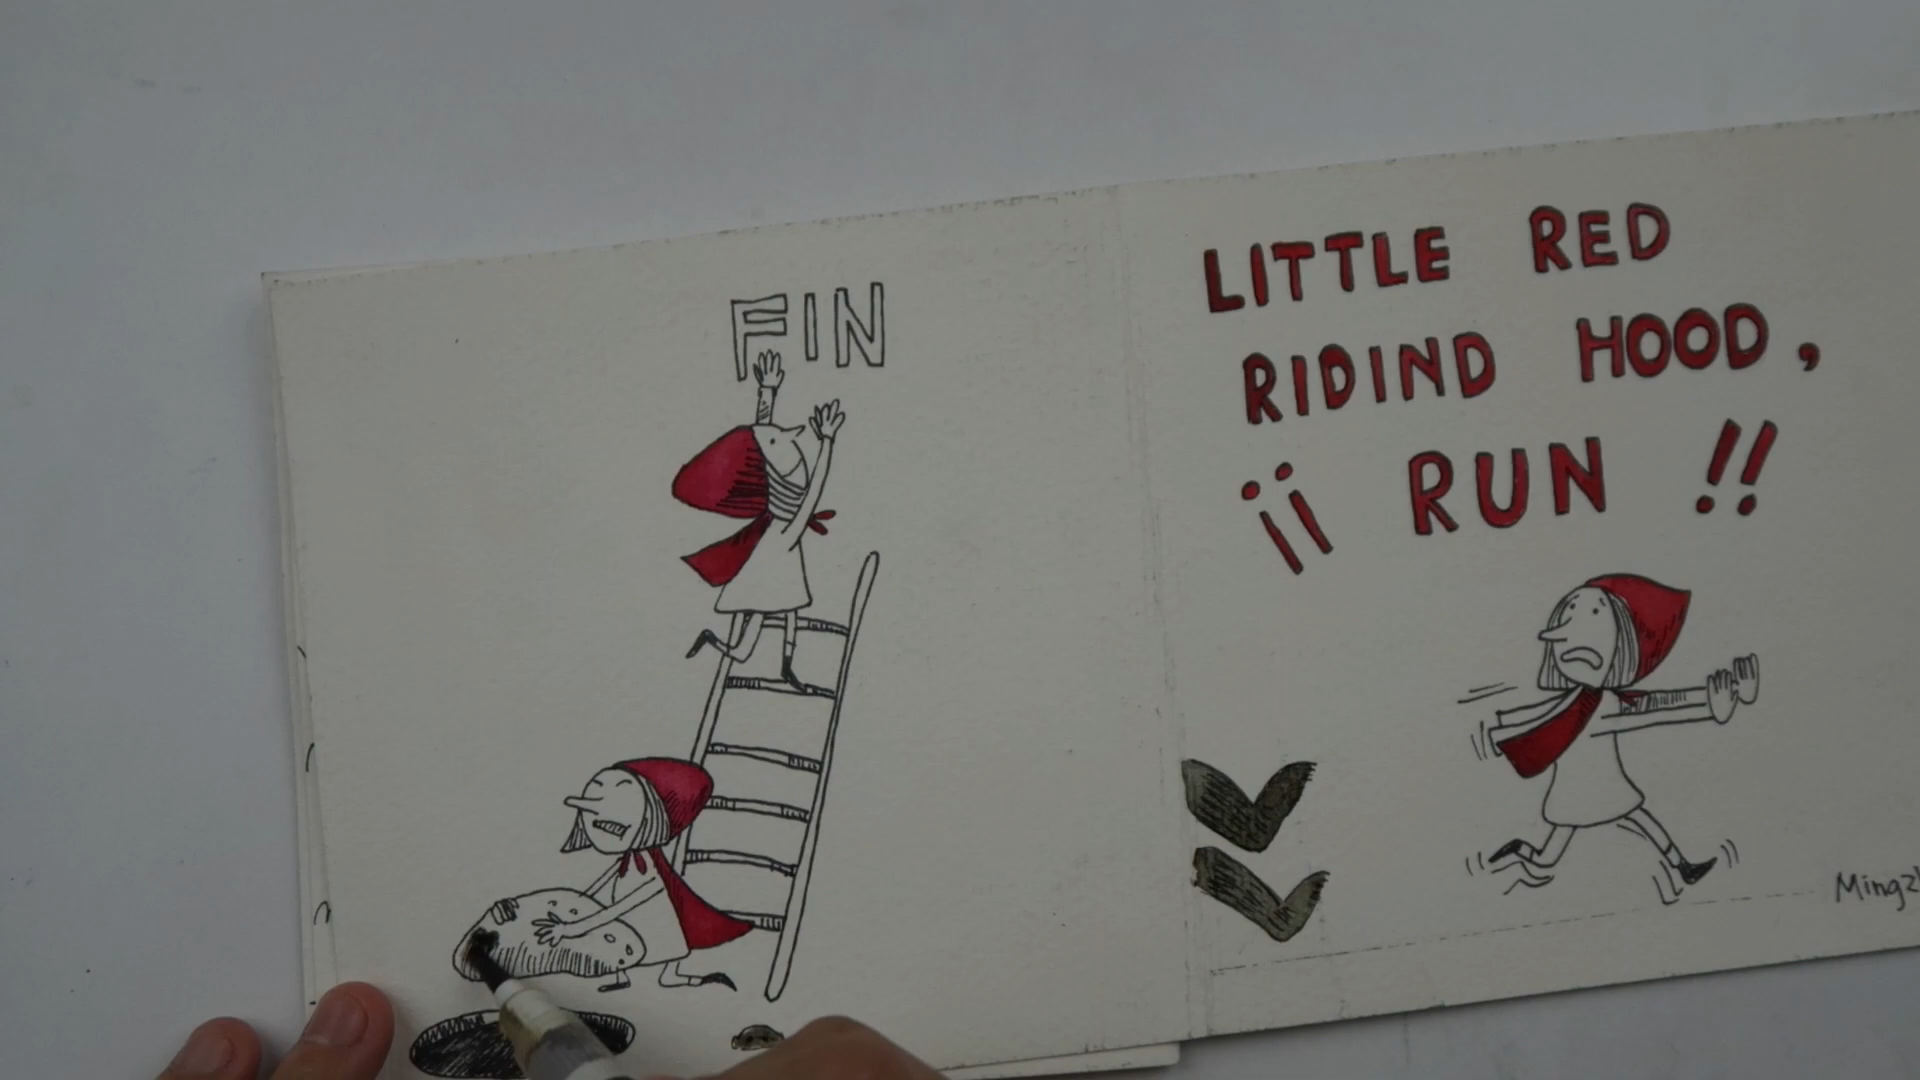 FIN
LITTLE RED
RIDIND HOOD,
¡¡ RUN !!